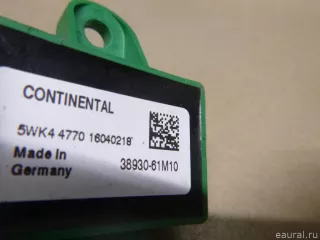 CONTINENTAL
5WK4 4770 16040218
Made in
Germany
38930-61M10
eaural.ru